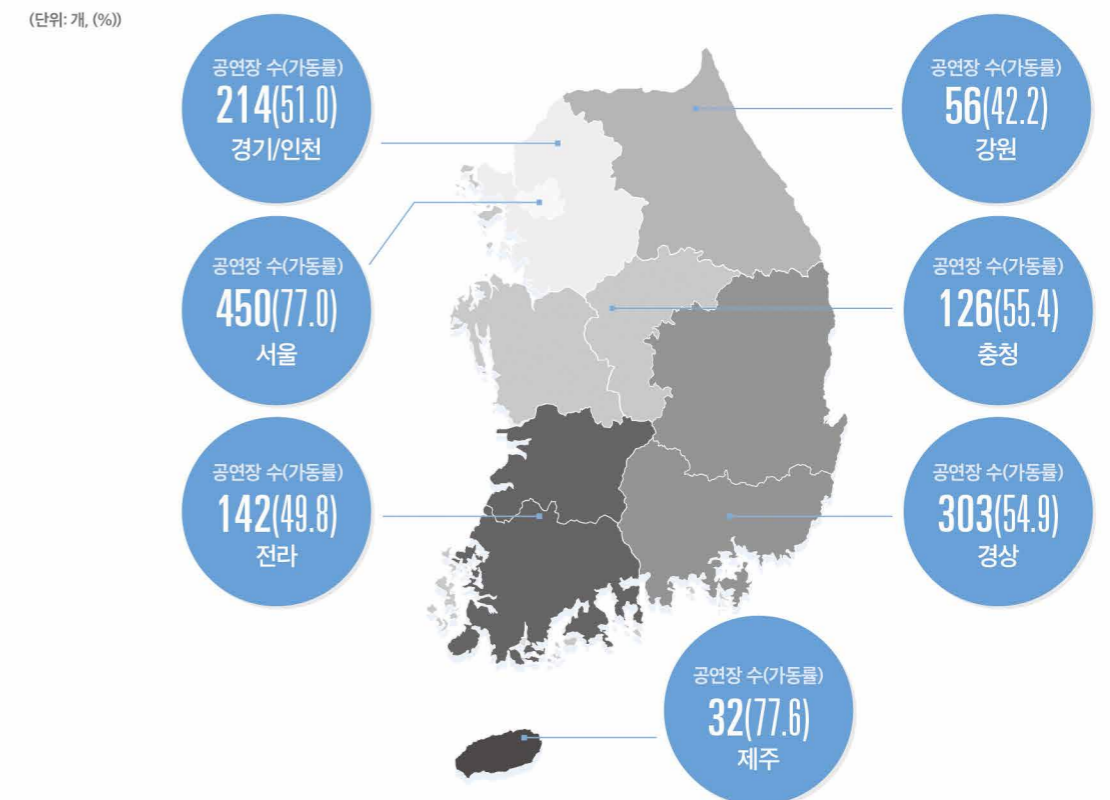 (단위: 개, (%))
공연장 수(가동률)
214(51.0)
경기/인천
공연장 수(가동률)
56(42.2)
강원
공연장 수(가동률)
450(77.0)
서울
공연장 수(가동률)
126(55.4)
충청
공연장 수(가동률)
142(49.8)
전라
공연장 수(가동률)
303(54.9)
경상
공연장 수(가동률)
32(77.6)
제주